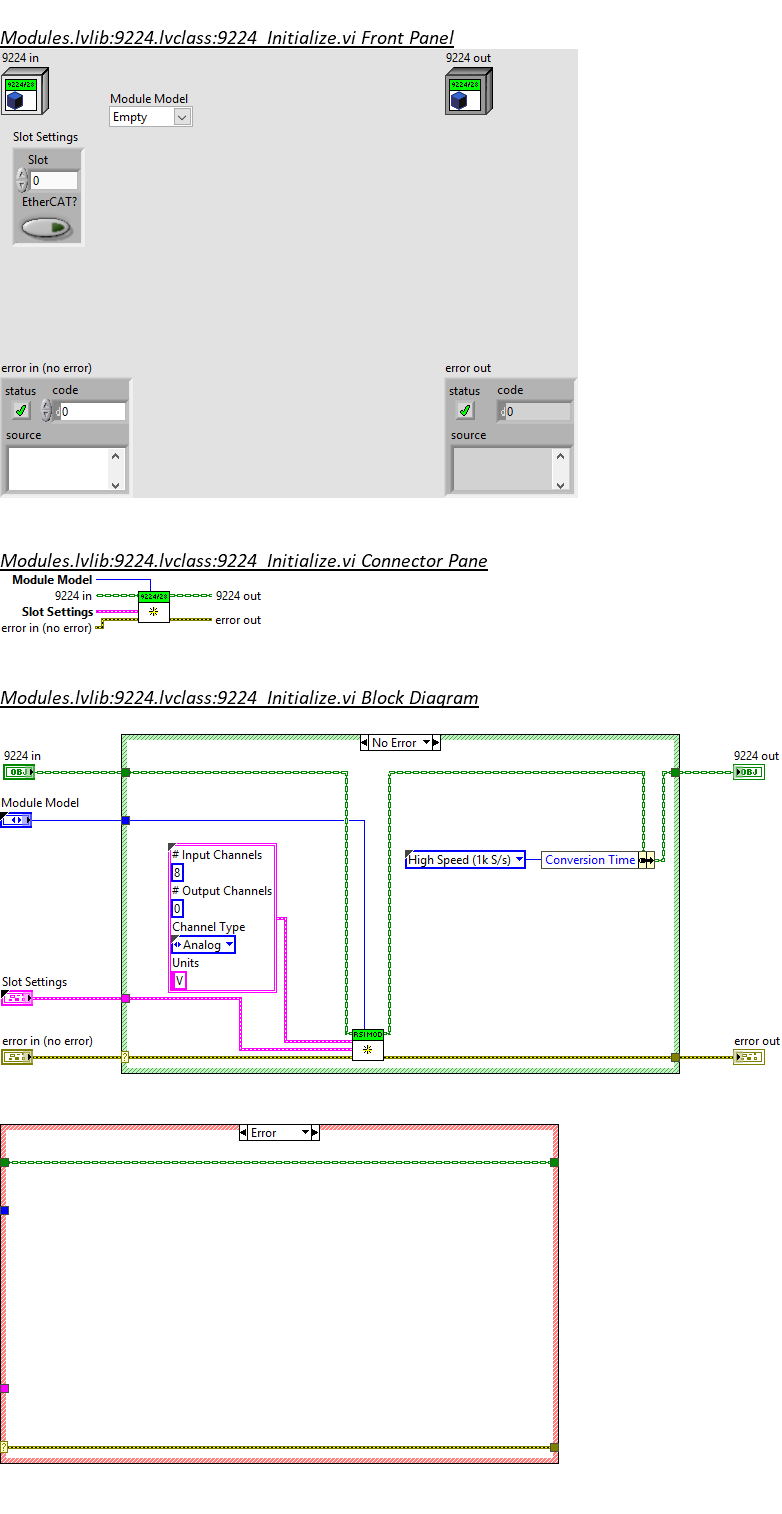 Modules.lvlib:9224.lvclass:9224_Initialize.vi Front Panel
9224 in
9224 out
9224/28
9224/28
Module Model
Empty
Slot Settings
Slot
0
EtherCAT?
error in (no error)
error out
status code
status code
d 0
d 0
source
source
Modules.lvlib:9224.lvclass:9224_Initialize.vi Connector Pane
Module Model
9224 in
9224/28
9224 out
Slot Settings
error in (no error)
error out
Modules.lvlib:9224.lvclass:9224_Initialize.vi Block Diagram
No Error
9224 in
9224 out
OBJ
OBJ
Module Model
# Input Channels
8
# Output Channels
0
Channel Type
Analog
Units
V
High Speed (1k S/s)
Conversion Time
Slot Settings
RSI MOD
error in (no error)
error out
?
Error
?